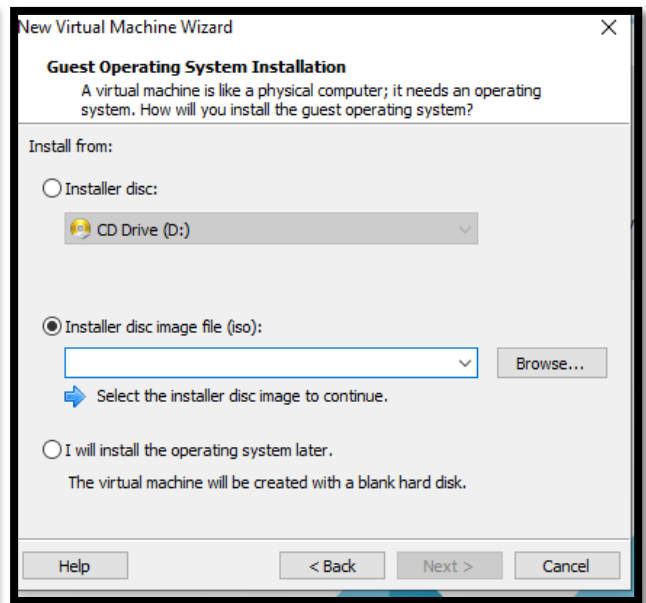 New Virtual Machine Wizard
Guest Operating System Installation
A virtual machine is like a physical computer; it needs an operating
system. How will you install the guest operating system?
Install from:
Installer disc:
CD Drive (D:)
Installer disc image file (iso):
Browse...
Select the installer disc image to continue.
I will install the operating system later.
The virtual machine will be created with a blank hard disk.
Help
< Back
Next >
Cancel